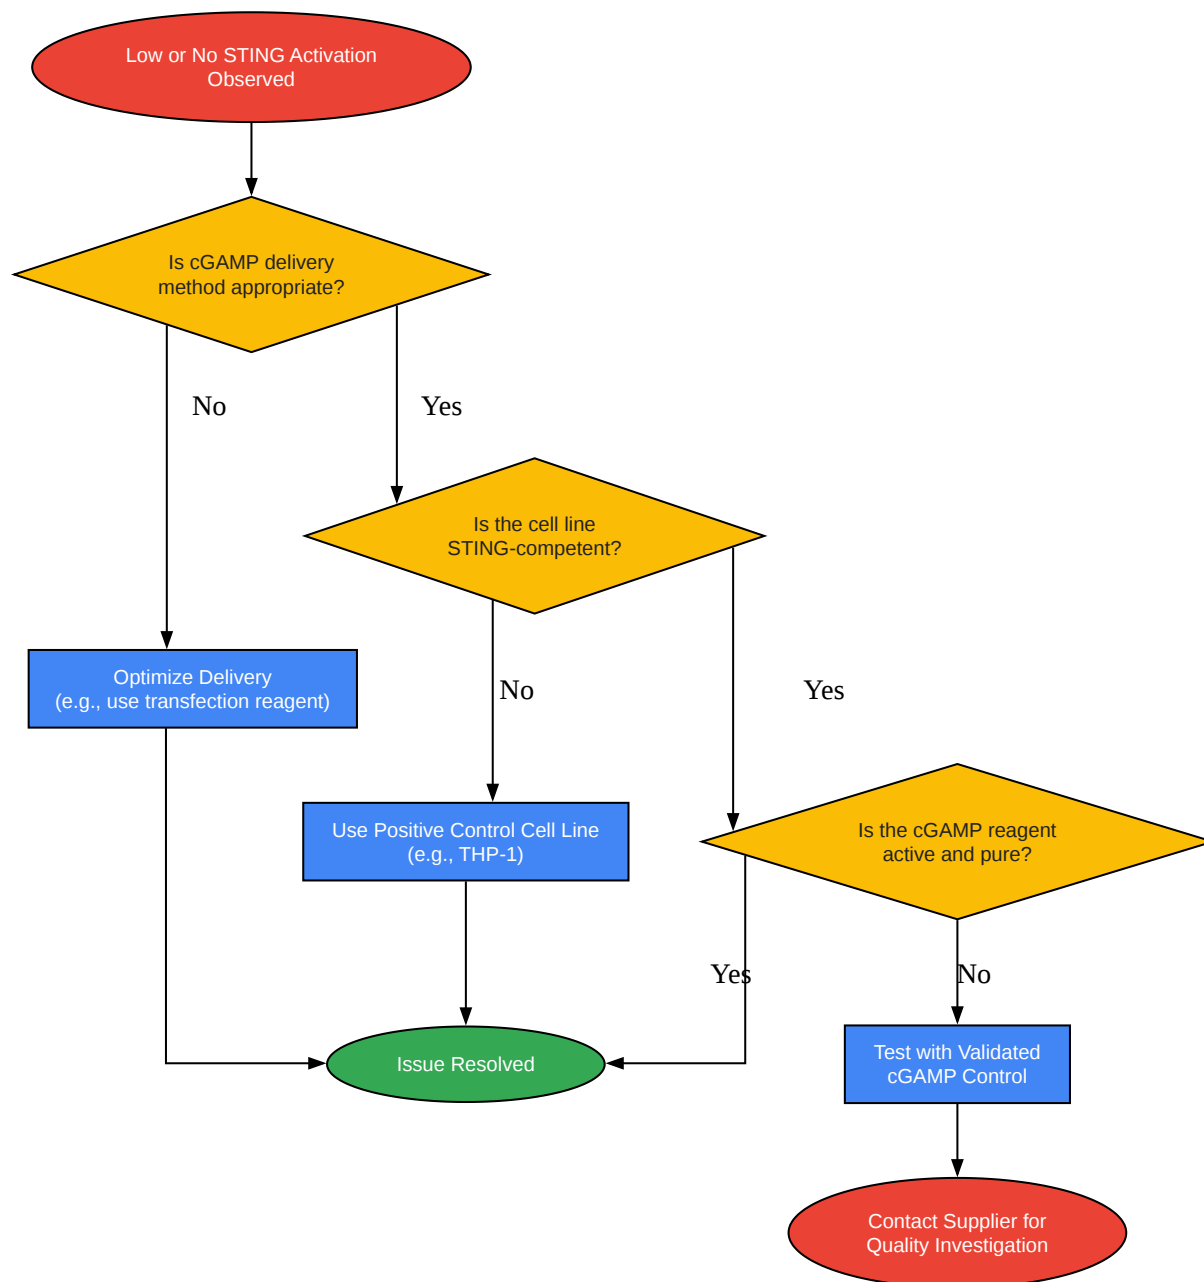 Low or No STING Activation
Observed
Is cGAMP delivery
method appropriate?
No
Yes
Is the cell line
STING-competent?
Optimize Delivery
(e.g., use transfection reagent)
No
Yes
Use Positive Control Cell Line
(e.g., THP-1)
Is the cGAMP reagent
active and pure?
Yes
No
Issue Resolved
Test with Validated
cGAMP Control
Contact Supplier for
Quality Investigation